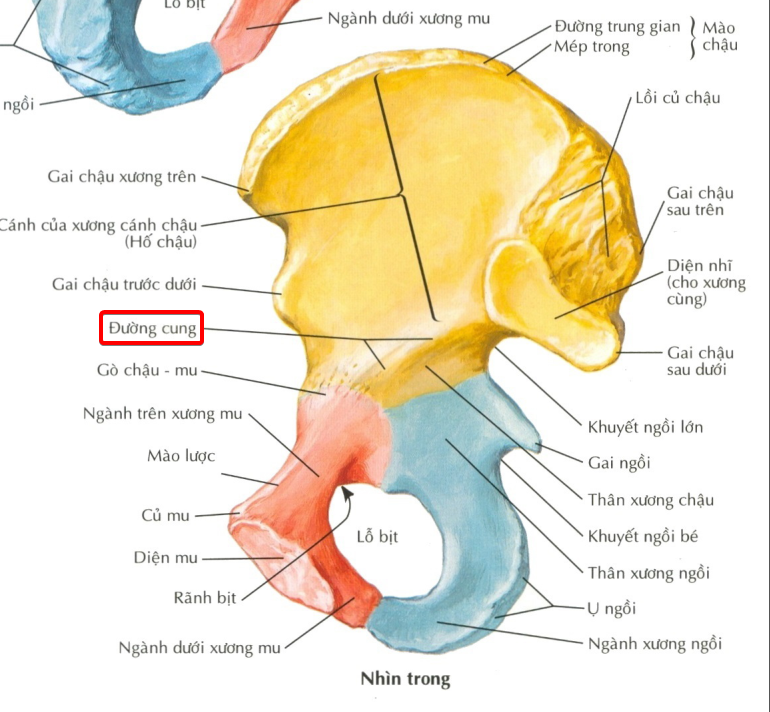 Lỗ bịt
Ngành dưới xương mu
ngồi
Đường trung gian
Mép trong
Mào
chậu
Lồi củ chậu
Gai chậu xương trên
Gai chậu
sau trên
Cánh của xương cánh chậu
(Hố chậu)
Diện nhĩ
(cho xương
cùng)
Gai chậu trước dưới
Đường cung
Gai chậu
sau dưới
Gò chậu - mu
Ngành trên xương mu
Khuyết ngồi lớn
Mào lược
Gai ngồi
Thân xương chậu
Củ mu
Lỗ bịt
Khuyết ngồi bé
Diện mu
Thân xương ngồi
Rãnh bịt
Ụ ngồi
Ngành dưới xương mu
Ngành xương ngồi
Nhìn trong